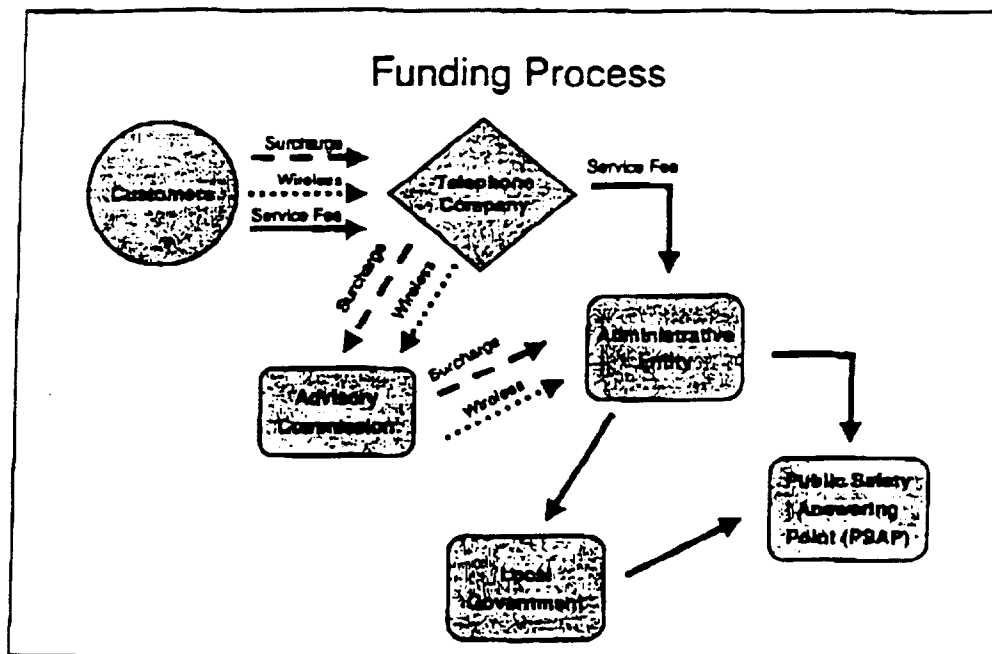 Funding Process
Customers
Surcharge
Wireless
Service Fee
Telephone
Company
Service Fee
Surcharge
Wireless
Surcharge
Wireless
Administrative
Entity
Advisory
Commission
Public Safety
Answering
Point (PSAP)
Local
Government